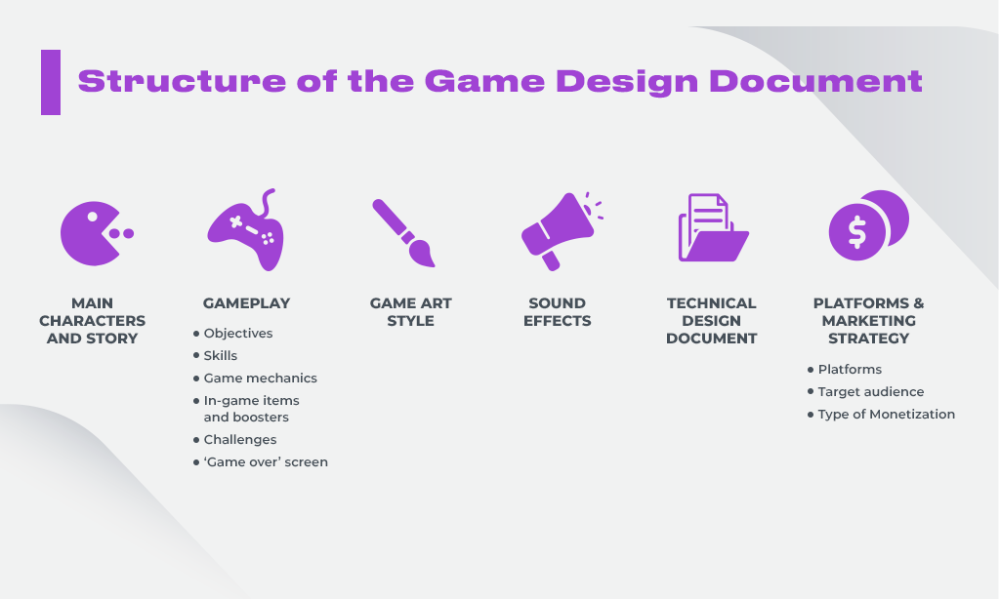 Structure of the Game Design Document
MAIN
CHARACTERS
AND STORY
GAMEPLAY
• Objectives
• Skills
• Game mechanics
• In-game items
and boosters
• Challenges
• ‘Game over’ screen
GAME ART
STYLE
SOUND
EFFECTS
TECHNICAL
DESIGN
DOCUMENT
$
PLATFORMS &
MARKETING
STRATEGY
• Platforms
• Target audience
• Type of Monetization